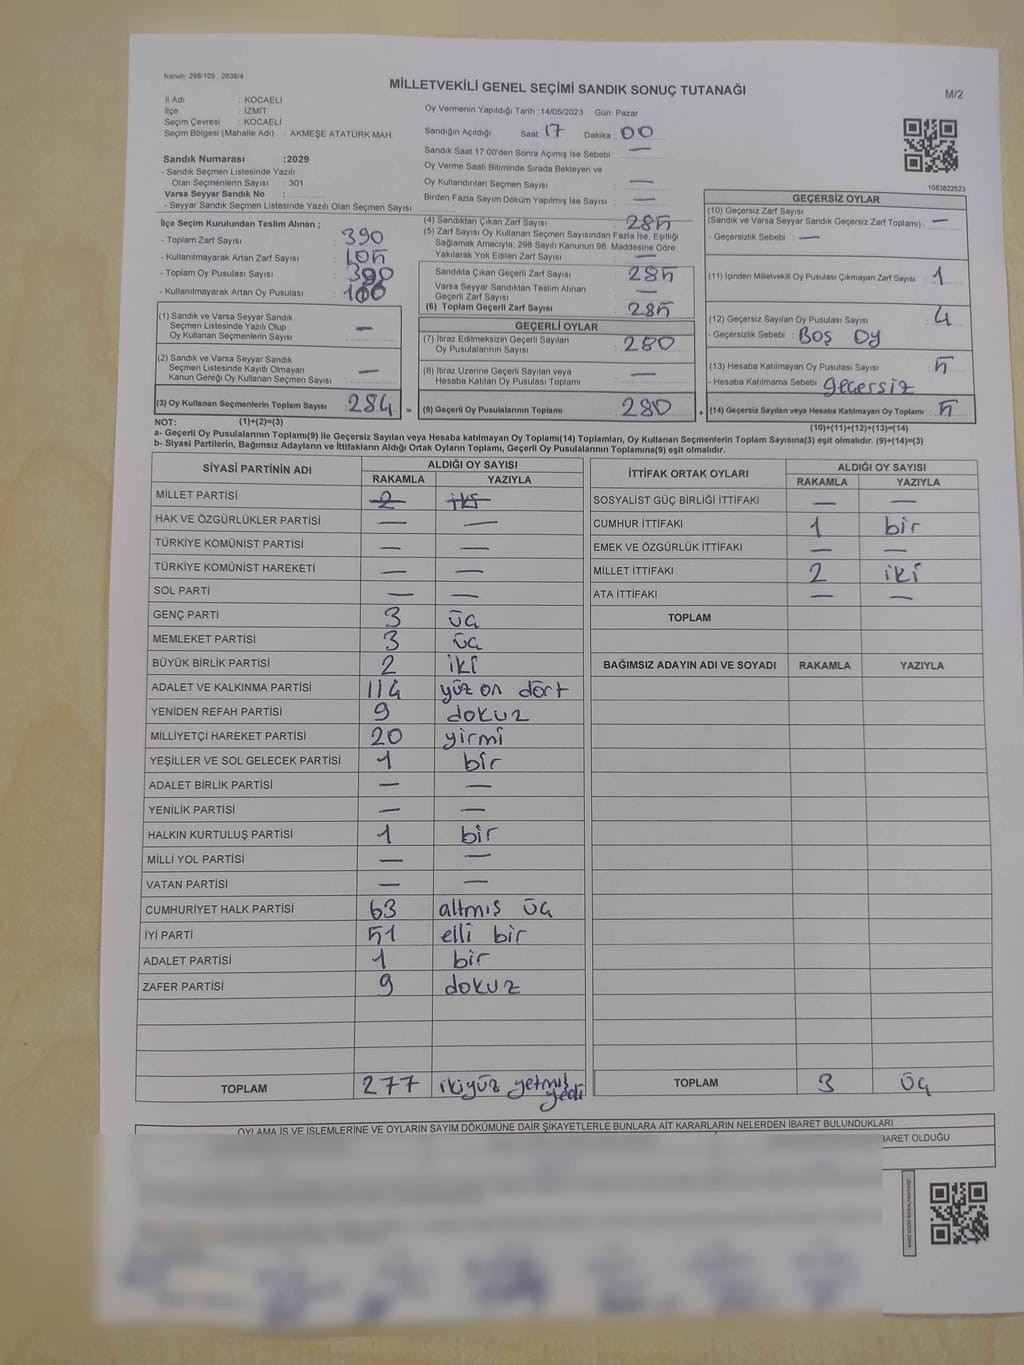 Kanun, 298/105 , 2839/4
MİLLETVEKİLİ GENEL SEÇİMİ SANDIK SONUÇ TUTANAĞI
M/2
İl Adı : KOCAELİ
İlçe : İZMİT
Seçim Çevresi : KOCAELİ
Seçim Bölgesi (Mahalle Adı) : AKMEŞE ATATÜRK MAH
Sandık Numarası :2029
- Sandık Seçmen Listesinde Yazılı
Olan Seçmenlerin Sayısı : 301
Varsa Seyyar Sandık No :
- Seyyar Sandık Seçmen Listesinde Yazılı Olan Seçmen Sayısı
Oy Vermenin Yapıldığı Tarih :14/05/2023 Gün: Pazar
Sandığın Açıldığı Saat 17 Dakika : 00
Sandık Saat 17:00'den Sonra Açımış İse Sebebi : —
Oy Verme Saati Bitiminde Sırada Bekleyen ve
Oy Kullandırılan Seçmen Sayısı : —
Birden Fazla Sayım Döküm Yapılmış İse Sayısı : —
1083822523
İlçe Seçim Kurulundan Teslim Alınan ;
- Toplam Zarf Sayısı : 390
- Kullanılmayarak Artan Zarf Sayısı : 105
- Toplam Oy Pusulası Sayısı : 390
- Kullanılmayarak Artan Oy Pusulası :
(1) Sandık ve Varsa Seyyar Sandık
Seçmen Listesinde Yazılı Olup
Oy Kullanan Seçmenlerin Sayısı : —
(2) Sandık ve Varsa Seyyar Sandık
Seçmen Listesinde Kayıtlı Olmayan
Kanun Gereği Oy Kullanan Seçmen Sayısı : —
(3) Oy Kullanan Seçmenlerin Toplam Sayısı : 284 =
(4) Sandıktan Çıkan Zarf Sayısı : 285
(5) Zarf Sayısı Oy Kullanan Seçmen Sayısından Fazla İse, Eşitliği
Sağlamak Amacıyla, 298 Sayılı Kanunun 98. Maddesine Göre
Yakılarak Yok Edilen Zarf Sayısı : —
Sandıkta Çıkan Geçerli Zarf Sayısı : 285
Varsa Seyyar Sandıktan Teslim Alınan
Geçerli Zarf Sayısı : —
(6) Toplam Geçerli Zarf Sayısı : 285
GEÇERLİ OYLAR
(7) İtiraz Edilmeksizin Geçerli Sayılan
Oy Pusulalarının Sayısı : 280
(8) İtiraz Üzerine Geçerli Sayılan veya
Hesaba Katılan Oy Pusulası Toplamı : —
(9) Geçerli Oy Pusulalarının Toplamı : 280 +
GEÇERSİZ OYLAR
(10) Geçersiz Zarf Sayısı
(Sandık ve Varsa Seyyar Sandık Geçersiz Zarf Toplamı) : —
- Geçersizlik Sebebi : —
(11) İçinden Milletvekili Oy Pusulası Çıkmayan Zarf Sayısı : 1
(12) Geçersiz Sayılan Oy Pusulası Sayısı : 4
- Geçersizlik Sebebi : Boş oy
(13) Hesaba Katılmayan Oy Pusulası Sayısı : 5
- Hesaba Katılmama Sebebi : geçersiz
(14) Geçersiz Sayılan veya Hesaba Katılmayan Oy Toplamı : 5
NOT: (1)+(2)=(3) (10)+(11)+(12)+(13)=(14)
a- Geçerli Oy Pusulalarının Toplamı(9) ile Geçersiz Sayılan veya Hesaba katılmayan Oy Toplamı(14) Toplamları, Oy Kullanan Seçmenlerin Toplam Sayısına(3) eşit olmalıdır. (9)+(14)=(3)
b- Siyasi Partilerin, Bağımsız Adayların ve İttifakların Aldığı Ortak Oyların Toplamı, Geçerli Oy Pusulalarının Toplamına(9) eşit olmalıdır.
SİYASİ PARTİNİN ADI ALDIĞI OY SAYISI
RAKAMLA YAZIYLA
MİLLET PARTİSİ 2 iki
HAK VE ÖZGÜRLÜKLER PARTİSİ — —
TÜRKİYE KOMÜNİST PARTİSİ — —
TÜRKİYE KOMÜNİST HAREKETİ — —
SOL PARTİ — —
GENÇ PARTİ 3 üç
MEMLEKET PARTİSİ 3 üç
BÜYÜK BİRLİK PARTİSİ 2 iki
ADALET VE KALKINMA PARTİSİ 114 yüz on dört
YENİDEN REFAH PARTİSİ 9 dokuz
MİLLİYETÇİ HAREKET PARTİSİ 20 yirmi
YEŞİLLER VE SOL GELECEK PARTİSİ 1 bir
ADALET BİRLİK PARTİSİ — —
YENİLİK PARTİSİ — —
HALKIN KURTULUŞ PARTİSİ 1 bir
MİLLİ YOL PARTİSİ — —
VATAN PARTİSİ — —
CUMHURİYET HALK PARTİSİ 63 altmış üç
İYİ PARTİ 51 elli bir
ADALET PARTİSİ 1 bir
ZAFER PARTİSİ 9 dokuz
TOPLAM 277 ikiyüz yetmiş yedi
İTTİFAK ORTAK OYLARI ALDIĞI OY SAYISI
RAKAMLA YAZIYLA
SOSYALİST GÜÇ BİRLİĞİ İTTİFAKI — —
CUMHUR İTTİFAKI 1 bir
EMEK VE ÖZGÜRLÜK İTTİFAKI — —
MİLLET İTTİFAKI 2 iki
ATA İTTİFAKI — —
TOPLAM
BAĞIMSIZ ADAYIN ADI VE SOYADI RAKAMLA YAZIYLA
TOPLAM 3 üç
OYLAMA İŞ VE İŞLEMLERİNE VE OYLARIN SAYIM DÖKÜMÜNE DAİR ŞİKAYETLERLE BUNLARA AİT KARARLARIN NELERDEN İBARET BULUNDUKLARI
BARET OLDUĞU